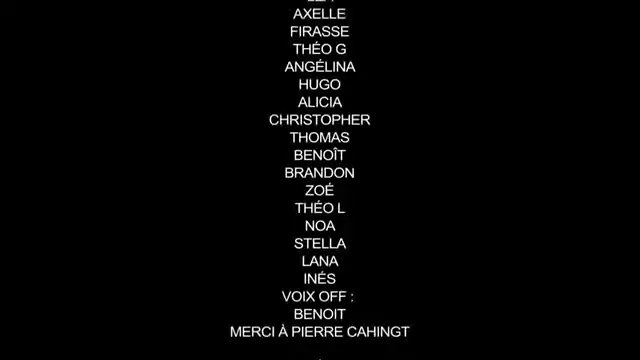 AXELLE
FIRASSE
THÉO G
ANGÉLINA
HUGO
ALICIA
CHRISTOPHER
THOMAS
BENOÎT
BRANDON
ZOÉ
THÉO L
NOA
STELLA
LANA
INÉS
VOIX OFF :
BENOIT
MERCI À PIERRE CAHINGT